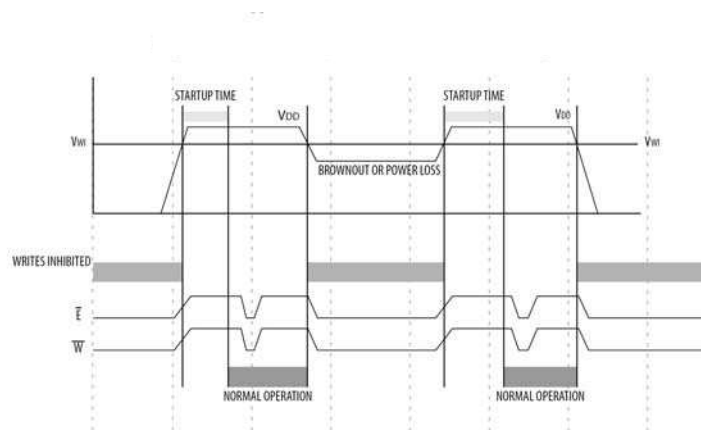 STARTUP TIME
STARTUP TIME
VDD
VDD
VWI
VWI
BROWNOUT OR POWER LOSS
WRITES INHIBITED
E̅
W̅
NORMAL OPERATION
NORMAL OPERATION